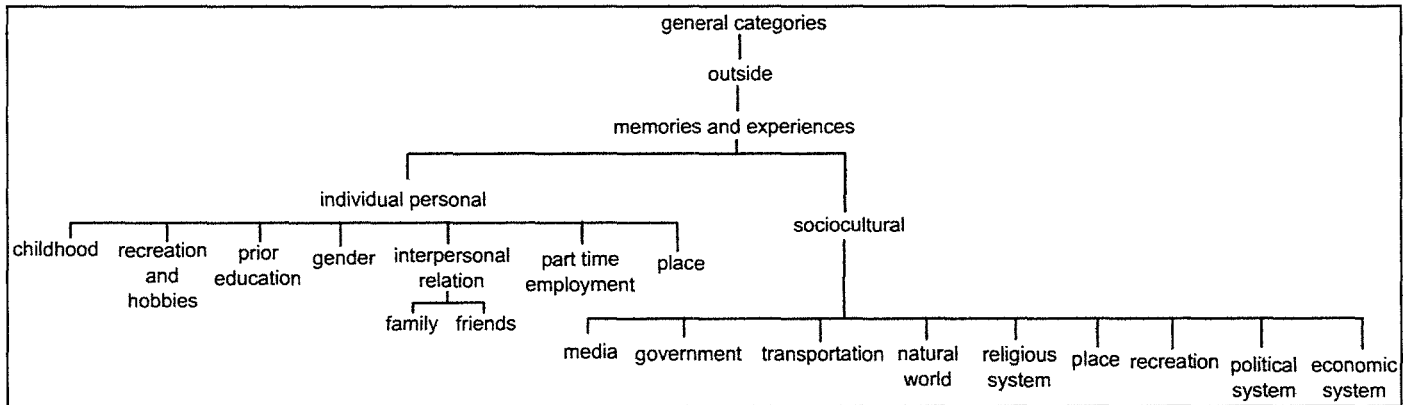 general categories
outside
memories and experiences
individual personal
sociocultural
childhood
recreation
and
hobbies
prior
education
gender
interpersonal
relation
part time
employment
place
family friends
media
government
transportation
natural
world
religious
system
place
recreation
political
system
economic
system